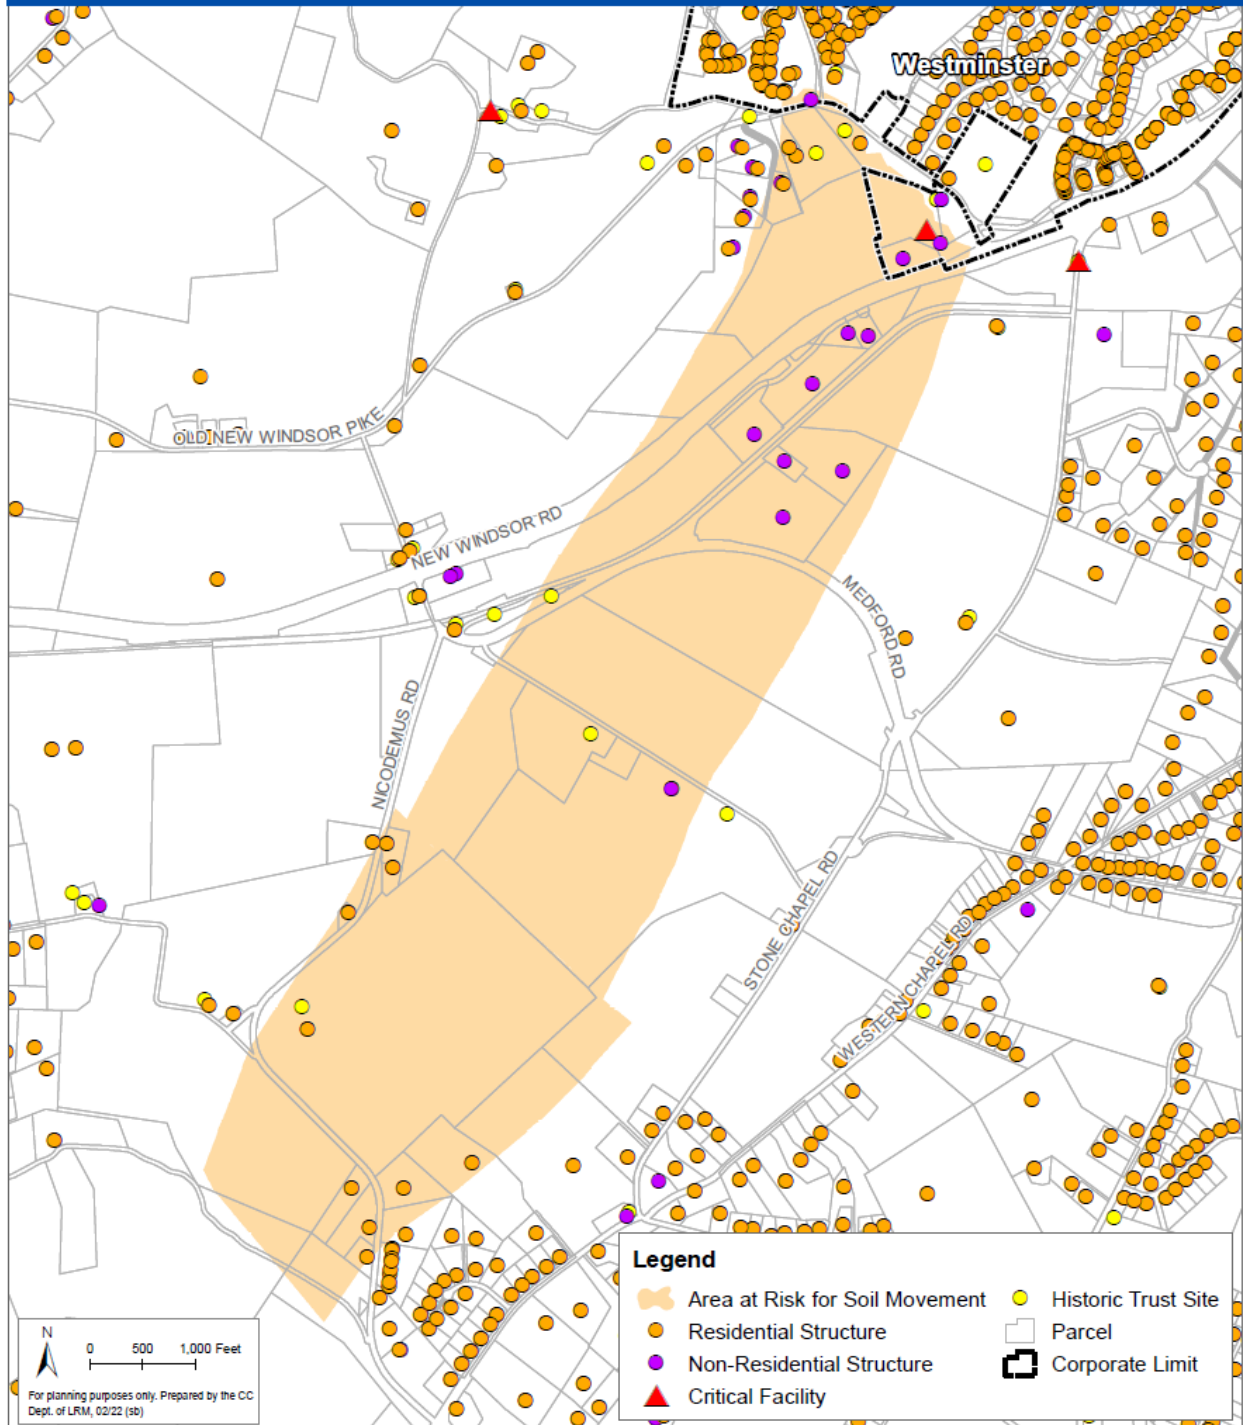 Westminster
OLD NEW WINDSOR PIKE
NEW WINDSOR RD
MEDFORD RD
NICODEMUS RD
STONE CHAPEL RD
WESTERN CHAPEL RD
Legend
Area at Risk for Soil Movement
Historic Trust Site
Residential Structure
Parcel
Non-Residential Structure
Corporate Limit
Critical Facility
N
0 500 1,000 Feet
For planning purposes only. Prepared by the CC
Dept. of LRM, 02/22 (sb)